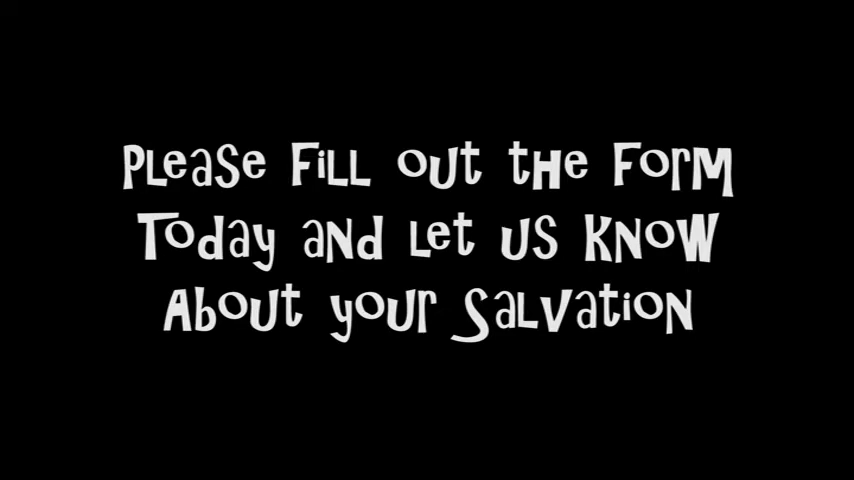 Please Fill out the Form
Today and Let us Know
About your Salvation